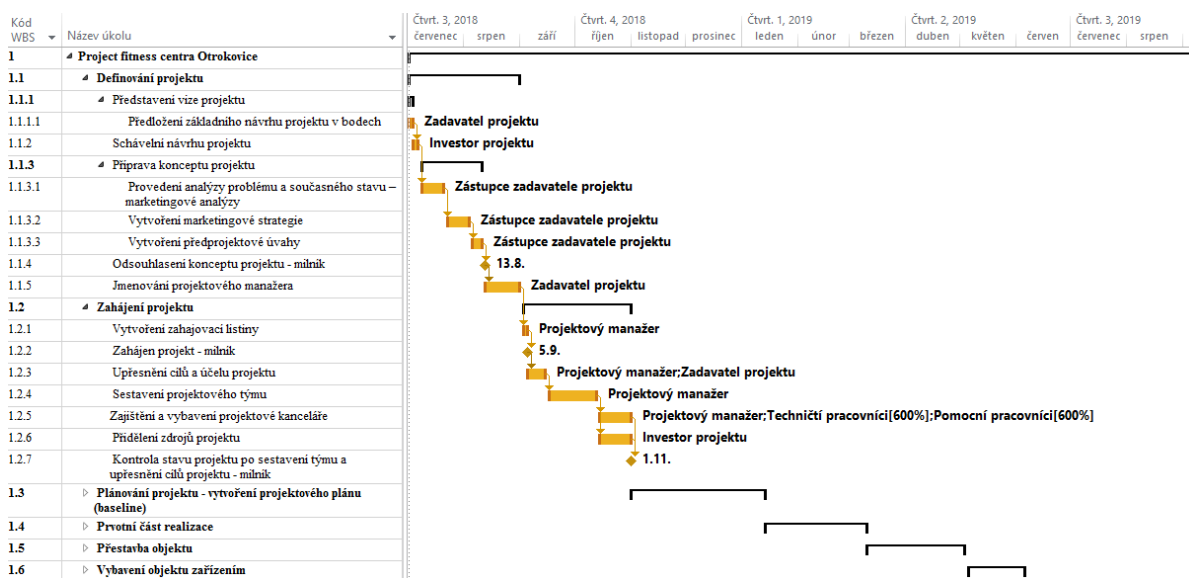 Kód WBS Název úkolu
Čtvrt. 3, 2018 Čtvrt. 4, 2018 Čtvrt. 1, 2019 Čtvrt. 2, 2019 Čtvrt. 3, 2019
červenec srpen září říjen listopad prosinec leden únor březen duben květen červen červenec srpen
1 Project fitness centra Otrokovice
1.1 Definování projektu
1.1.1 Představení vize projektu
1.1.1.1 Předložení základního návrhu projektu v bodech Zadavatel projektu
1.1.2 Schávelní návrhu projektu Investor projektu
1.1.3 Příprava konceptu projektu
1.1.3.1 Provedení analýzy problému a současného stavu – Zástupce zadavatele projektu
marketingové analýzy
1.1.3.2 Vytvoření marketingové strategie Zástupce zadavatele projektu
1.1.3.3 Vytvoření předprojektové úvahy Zástupce zadavatele projektu
1.1.4 Odsouhlasení konceptu projektu - milník 13.8.
1.1.5 Jmenování projektového manažera Zadavatel projektu
1.2 Zahájení projektu
1.2.1 Vytvoření zahajovací listiny Projektový manažer
1.2.2 Zahájen projekt - milník 5.9.
1.2.3 Upřesnění cílů a účelu projektu Projektový manažer;Zadavatel projektu
1.2.4 Sestavení projektového týmu Projektový manažer
1.2.5 Zajištění a vybavení projektové kanceláře Projektový manažer;Techničtí pracovníci[600%];Pomocní pracovníci[600%]
1.2.6 Přidělení zdrojů projektu Investor projektu
1.2.7 Kontrola stavu projektu po sestavení týmu a 1.11.
upřesnění cílů projektu - milník
1.3 Plánování projektu - vytvoření projektového plánu
(baseline)
1.4 Prvotní část realizace
1.5 Přestavba objektu
1.6 Vybavení objektu zařízením